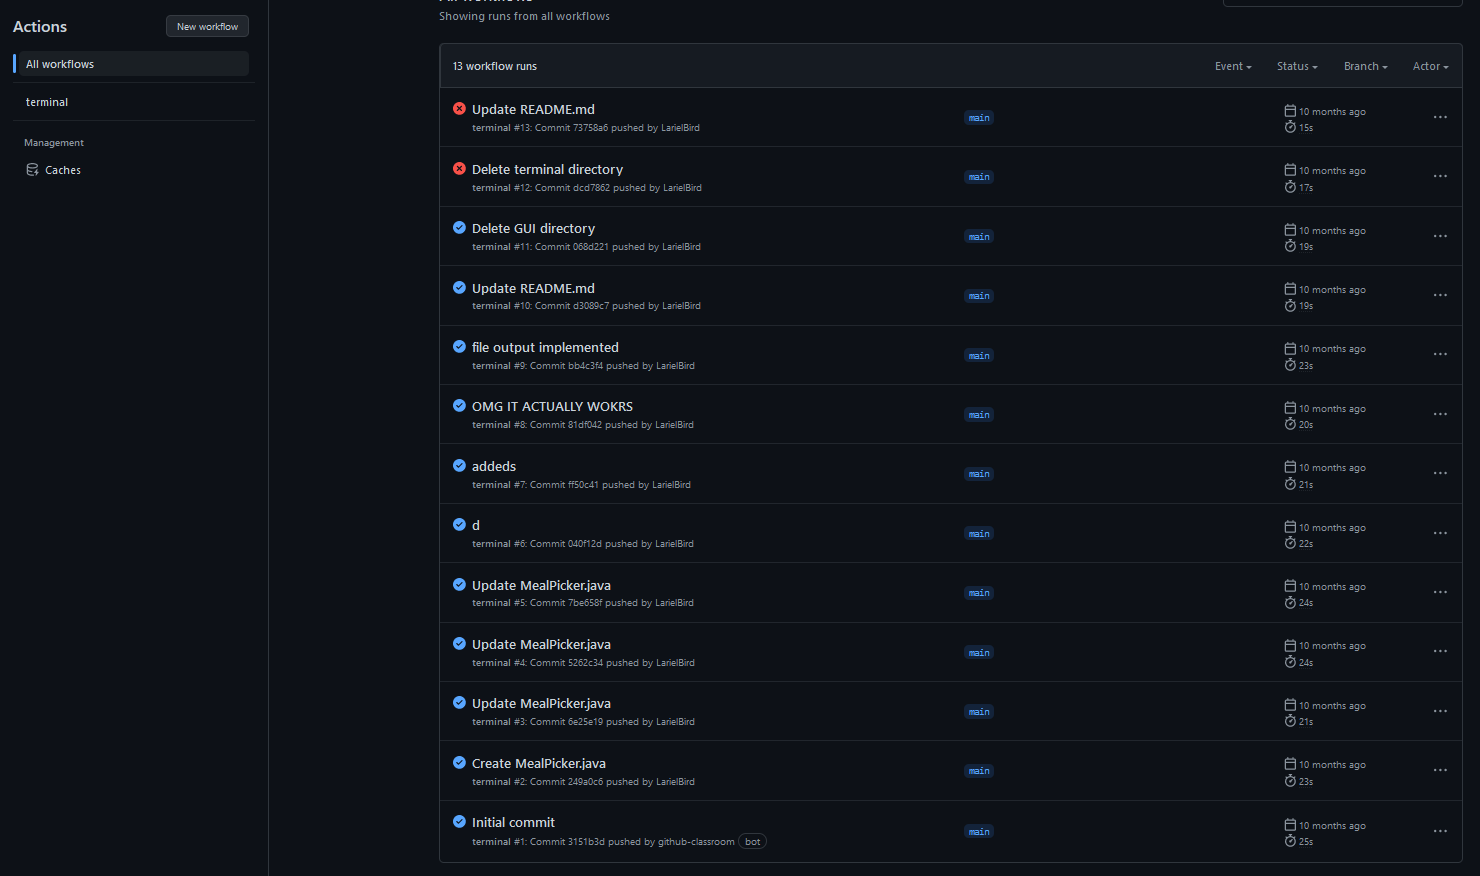 Actions
New workflow
All workflows
terminal
Management
Caches
Showing runs from all workflows
13 workflow runs
Event
Status
Branch
Actor
Update README.md
terminal #13: Commit 73758a6 pushed by LarielBird
main
10 months ago
15s
Delete terminal directory
terminal #12: Commit dcd7862 pushed by LarielBird
main
10 months ago
17s
Delete GUI directory
terminal #11: Commit 068d221 pushed by LarielBird
main
10 months ago
19s
Update README.md
terminal #10: Commit d3089c7 pushed by LarielBird
main
10 months ago
19s
file output implemented
terminal #9: Commit bb4c3f4 pushed by LarielBird
main
10 months ago
23s
OMG IT ACTUALLY WOKRS
terminal #8: Commit 81df042 pushed by LarielBird
main
10 months ago
20s
addeds
terminal #7: Commit ff50c41 pushed by LarielBird
main
10 months ago
21s
d
terminal #6: Commit 040f12d pushed by LarielBird
main
10 months ago
22s
Update MealPicker.java
terminal #5: Commit 7be658f pushed by LarielBird
main
10 months ago
24s
Update MealPicker.java
terminal #4: Commit 5262c34 pushed by LarielBird
main
10 months ago
24s
Update MealPicker.java
terminal #3: Commit 6e25e19 pushed by LarielBird
main
10 months ago
21s
Create MealPicker.java
terminal #2: Commit 249a0c6 pushed by LarielBird
main
10 months ago
23s
Initial commit
terminal #1: Commit 3151b3d pushed by github-classroom bot
main
10 months ago
25s